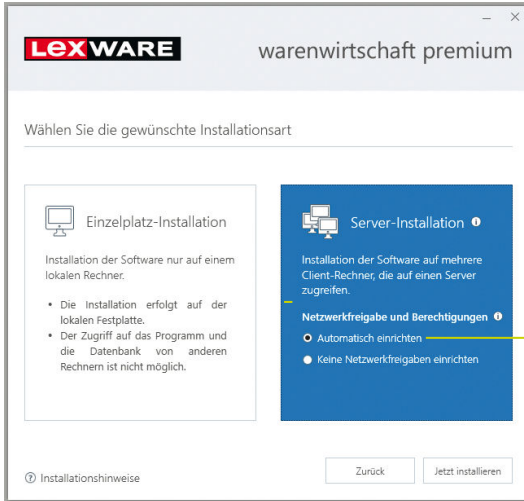 LEXWARE
warenwirtschaft premium
Wählen Sie die gewünschte Installationsart
Einzelplatz-Installation
Installation der Software nur auf einem
lokalen Rechner.
• Die Installation erfolgt auf der
lokalen Festplatte.
• Der Zugriff auf das Programm und
die Datenbank von anderen
Rechnern ist nicht möglich.
Server-Installation
Installation der Software auf mehrere
Client-Rechner, die auf einen Server
zugreifen.
Netzwerkfreigabe und Berechtigungen
Automatisch einrichten
Keine Netzwerkfreigaben einrichten
Installationshinweise
Zurück
Jetzt installieren